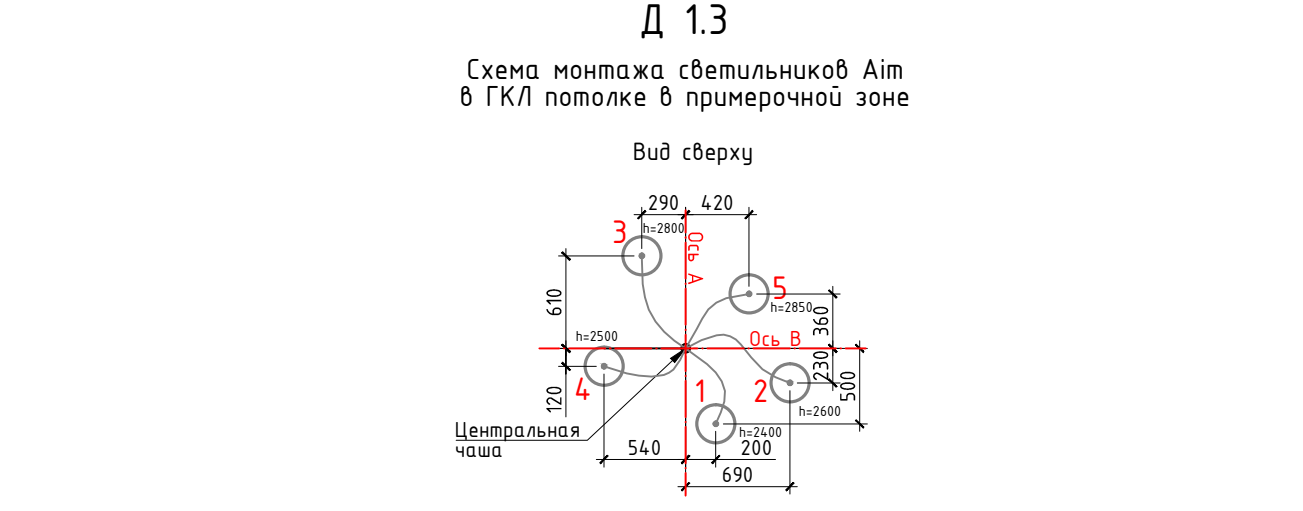 Д 1.3
Схема монтажа светильников Aim
в ГКЛ потолке в примерочной зоне
Вид сверху
290
420
3
h=2800
Ось А
5
h=2850
610
360
h=2500
Ось В
4
120
1
2
230
500
h=2600
h=2400
Центральная
чаша
540
200
690